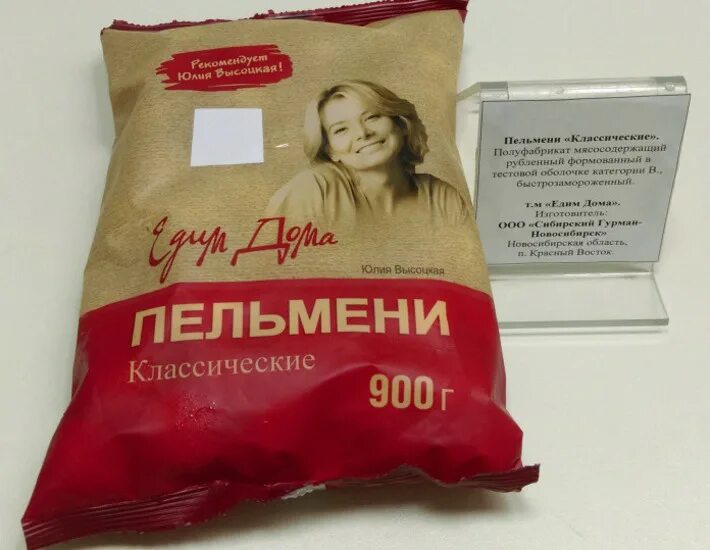 Рекомендует
Юлия Высоцкая!
Едим Дома
Юлия Высоцкая
ПЕЛЬМЕНИ
Классические
900 г
Пельмени «Классические».
Полуфабрикат мясосодержащий
рубленный формованный в
тестовой оболочке категории В.,
быстрозамороженный.
т.м «Едим Дома».
Изготовитель:
ООО «Сибирский Гурман-
Новосибирск»
Новосибирская область,
п. Красный Восток.